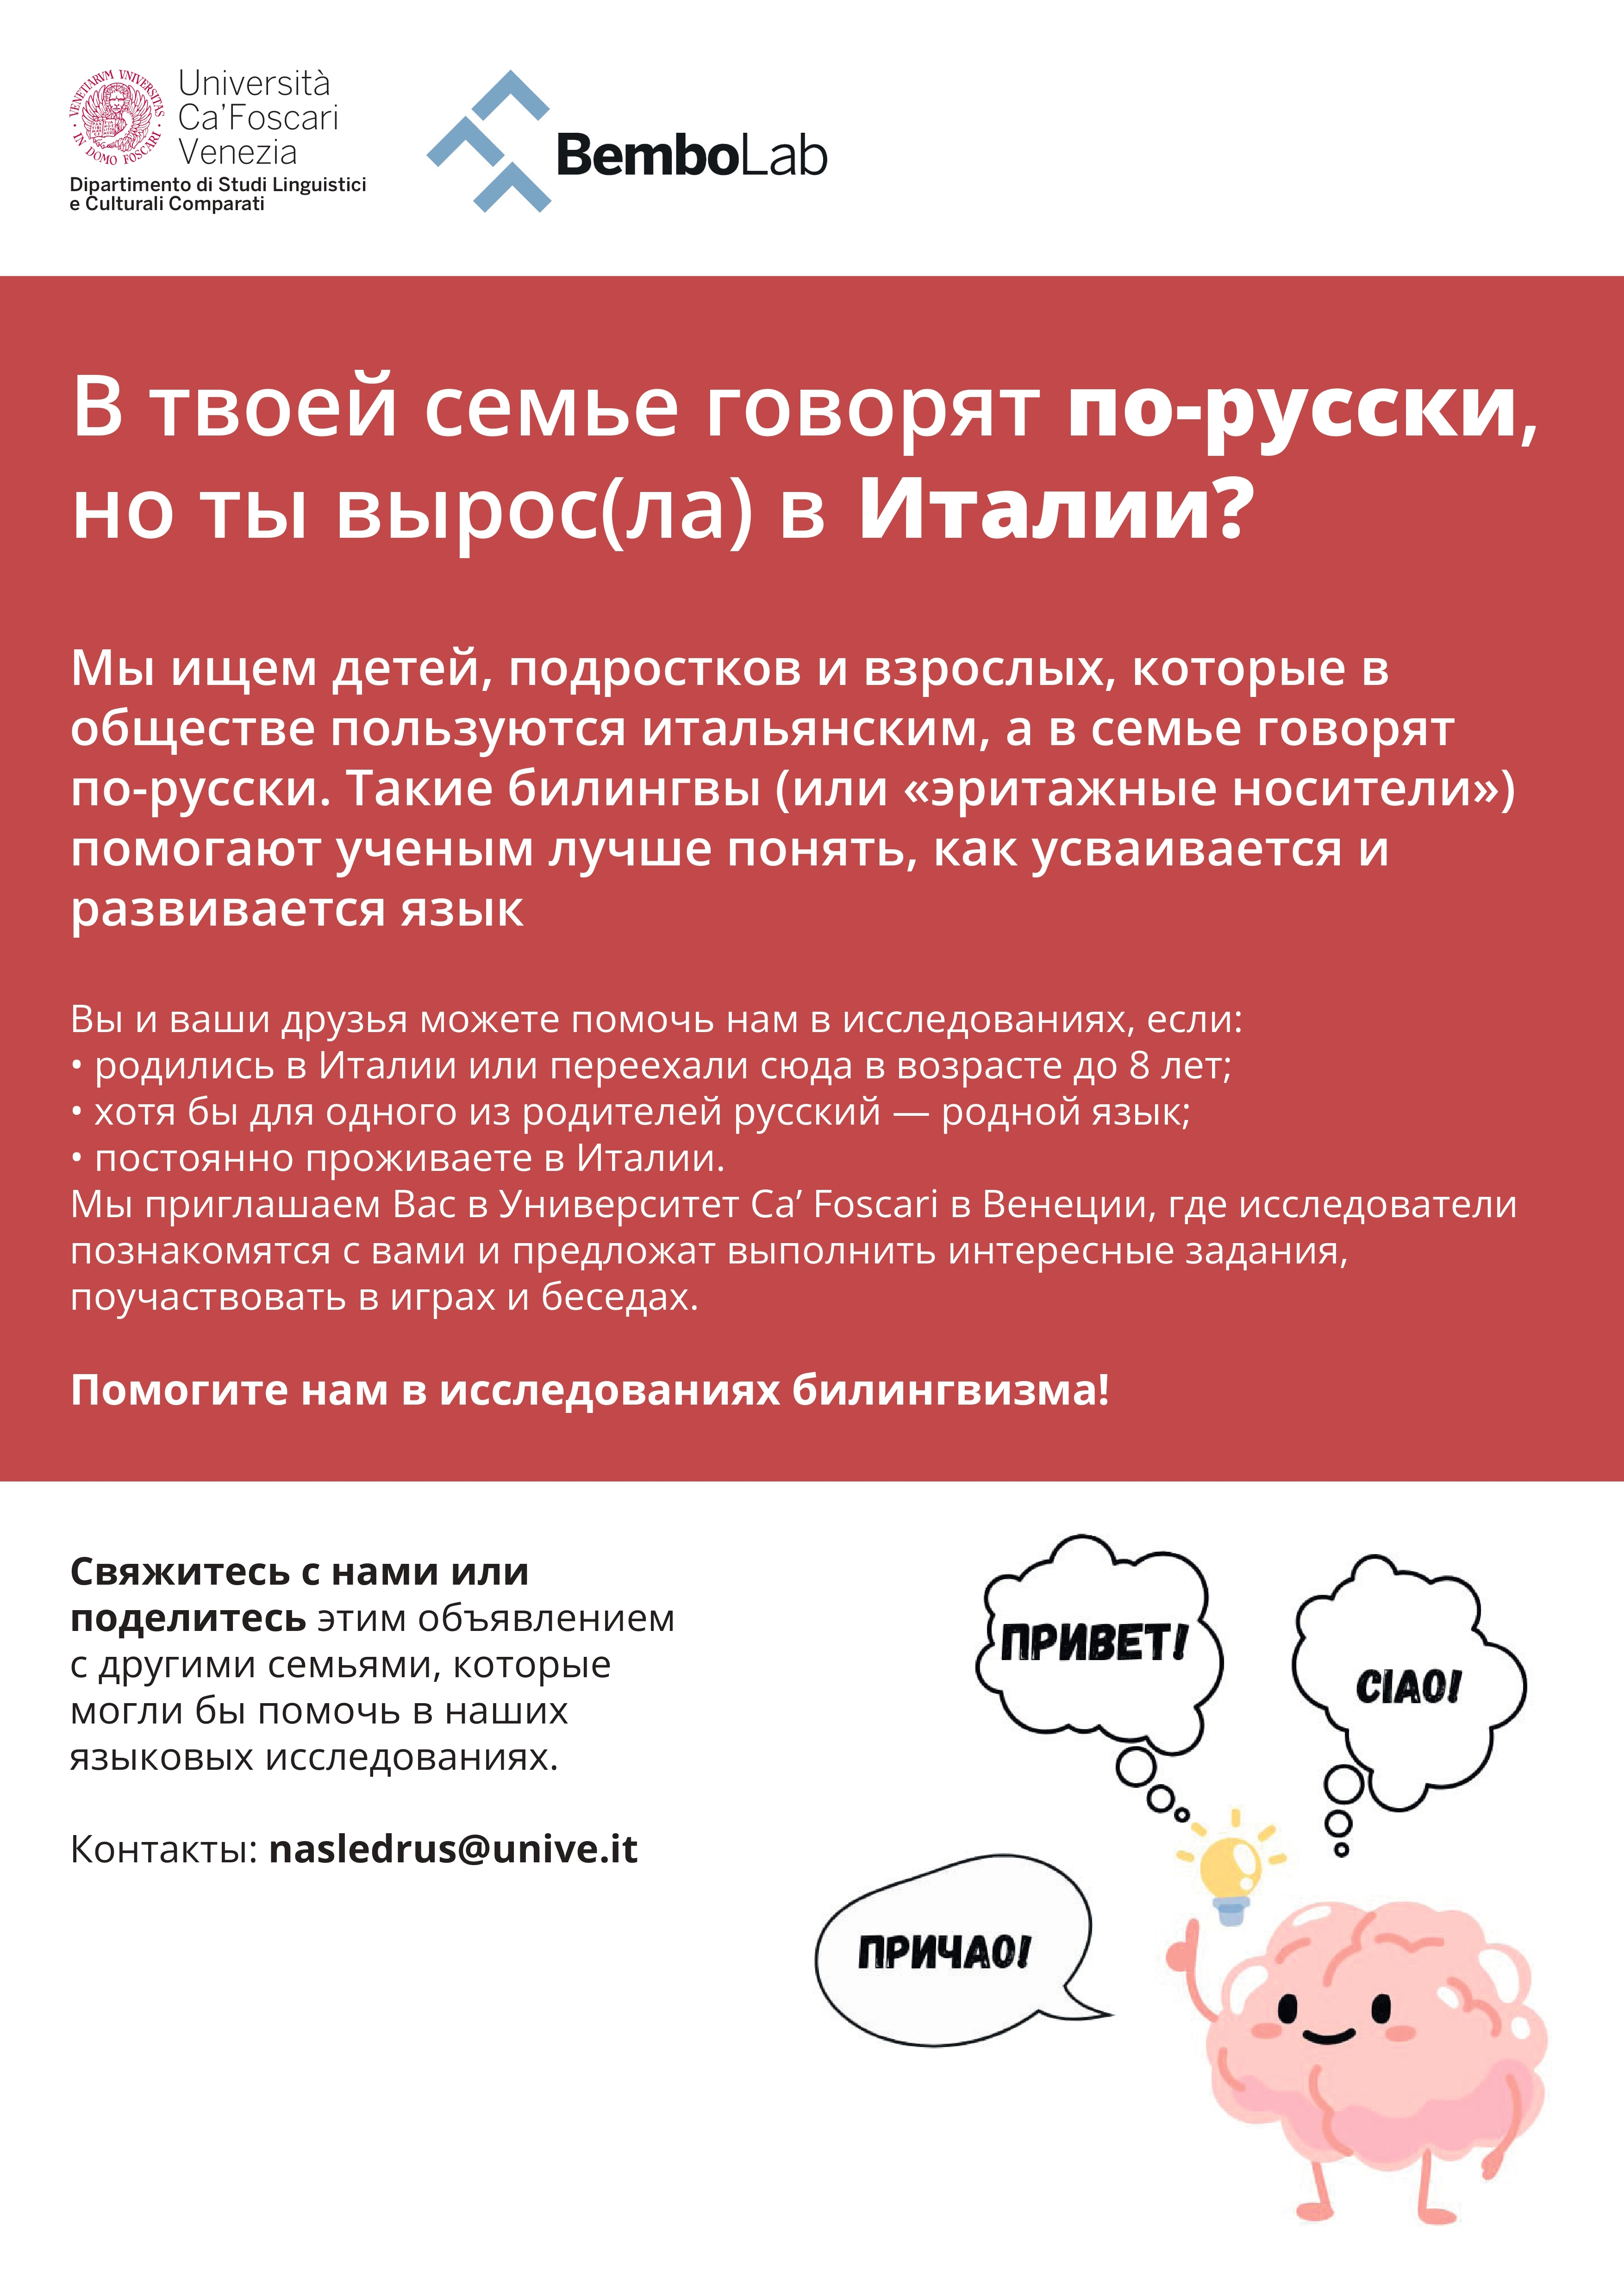 VENETIARVM VNIVERSITAS
IN DOMO FOSCARI
Università
Ca’Foscari
Venezia
Dipartimento di Studi Linguistici
e Culturali Comparati
BemboLab
В твоей семье говорят по-русски,
но ты вырос(ла) в Италии?
Мы ищем детей, подростков и взрослых, которые в
обществе пользуются итальянским, а в семье говорят
по-русски. Такие билингвы (или «эритажные носители»)
помогают ученым лучше понять, как усваивается и
развивается язык
Вы и ваши друзья можете помочь нам в исследованиях, если:
• родились в Италии или переехали сюда в возрасте до 8 лет;
• хотя бы для одного из родителей русский — родной язык;
• постоянно проживаете в Италии.
Мы приглашаем Вас в Университет Ca’ Foscari в Венеции, где исследователи
познакомятся с вами и предложат выполнить интересные задания,
поучаствовать в играх и беседах.
Помогите нам в исследованиях билингвизма!
Свяжитесь с нами или
поделитесь этим объявлением
с другими семьями, которые
могли бы помочь в наших
языковых исследованиях.
Контакты: nasledrus@unive.it
ПРИВЕТ!
CIAO!
ПРИЧАО!